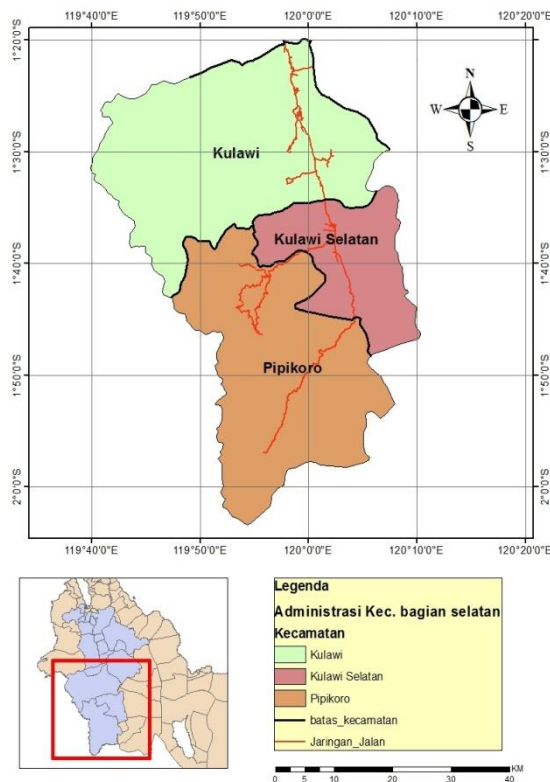 119°40'0"E 119°50'0"E 120°0'0"E 120°10'0"E 120°20'0"E
1°20'0"S 1°20'0"S
N
W E
S
1°30'0"S 1°30'0"S
Kulawi
Kulawi Selatan
1°40'0"S 1°40'0"S
Pipikoro
1°50'0"S 1°50'0"S
2°0'0"S 2°0'0"S
119°40'0"E 119°50'0"E 120°0'0"E 120°10'0"E 120°20'0"E
Legenda
Administrasi Kec. bagian selatan
Kecamatan
Kulawi
Kulawi Selatan
Pipikoro
batas_kecamatan
Jaringan_Jalan
KM
0 5 10 20 30 40